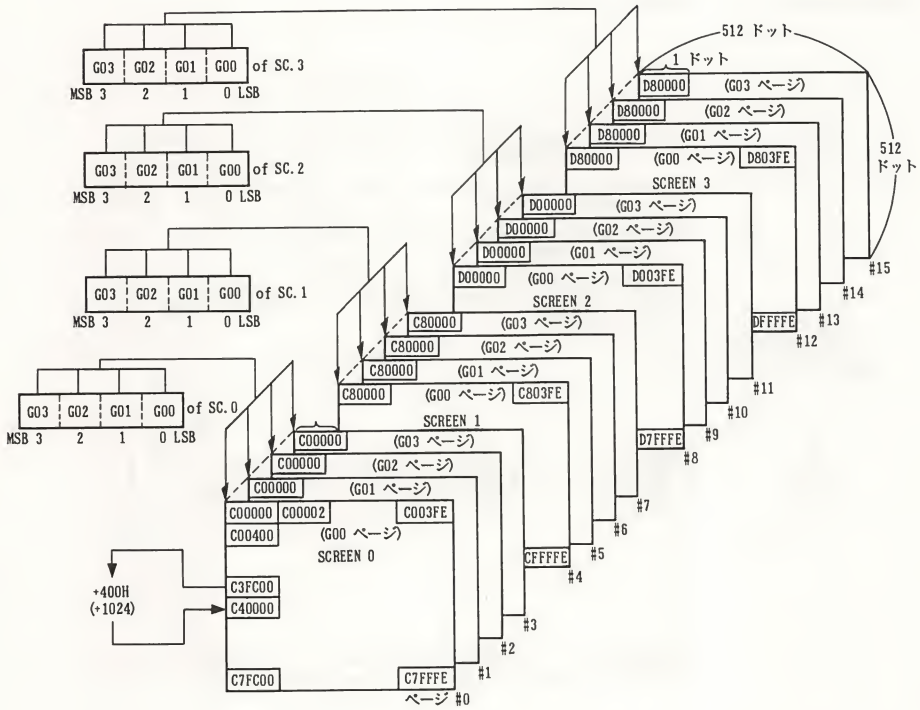 512 ドット
1 ドット
G03 G02 G01 G00 of SC.3
MSB 3 2 1 0 LSB
D80000 (G03 ページ)
D80000 (G02 ページ)
D80000 (G01 ページ)
D80000 (G00 ページ) D803FE
SCREEN 3
512
ドット
G03 G02 G01 G00 of SC.2
MSB 3 2 1 0 LSB
D00000 (G03 ページ)
D00000 (G02 ページ)
D00000 (G01 ページ)
D00000 (G00 ページ) D003FE
SCREEN 2
#15
#14
#13
DFFFFE
#12
G03 G02 G01 G00 of SC.1
MSB 3 2 1 0 LSB
C80000 (G03 ページ)
C80000 (G02 ページ)
C80000 (G01 ページ)
C80000 (G00 ページ) C803FE
SCREEN 1
#11
#10
#9
D7FFFE
#8
G03 G02 G01 G00 of SC.0
MSB 3 2 1 0 LSB
C00000 (G03 ページ)
C00000 (G02 ページ)
C00000 (G01 ページ)
C00000 C00002 C003FE
C00400 (G00 ページ)
SCREEN 0
#7
#6
#5
CFFFFE
#4
C3FC00
+400H
(+1024)
C40000
#3
#2
#1
C7FC00 C7FFFE
ページ #0